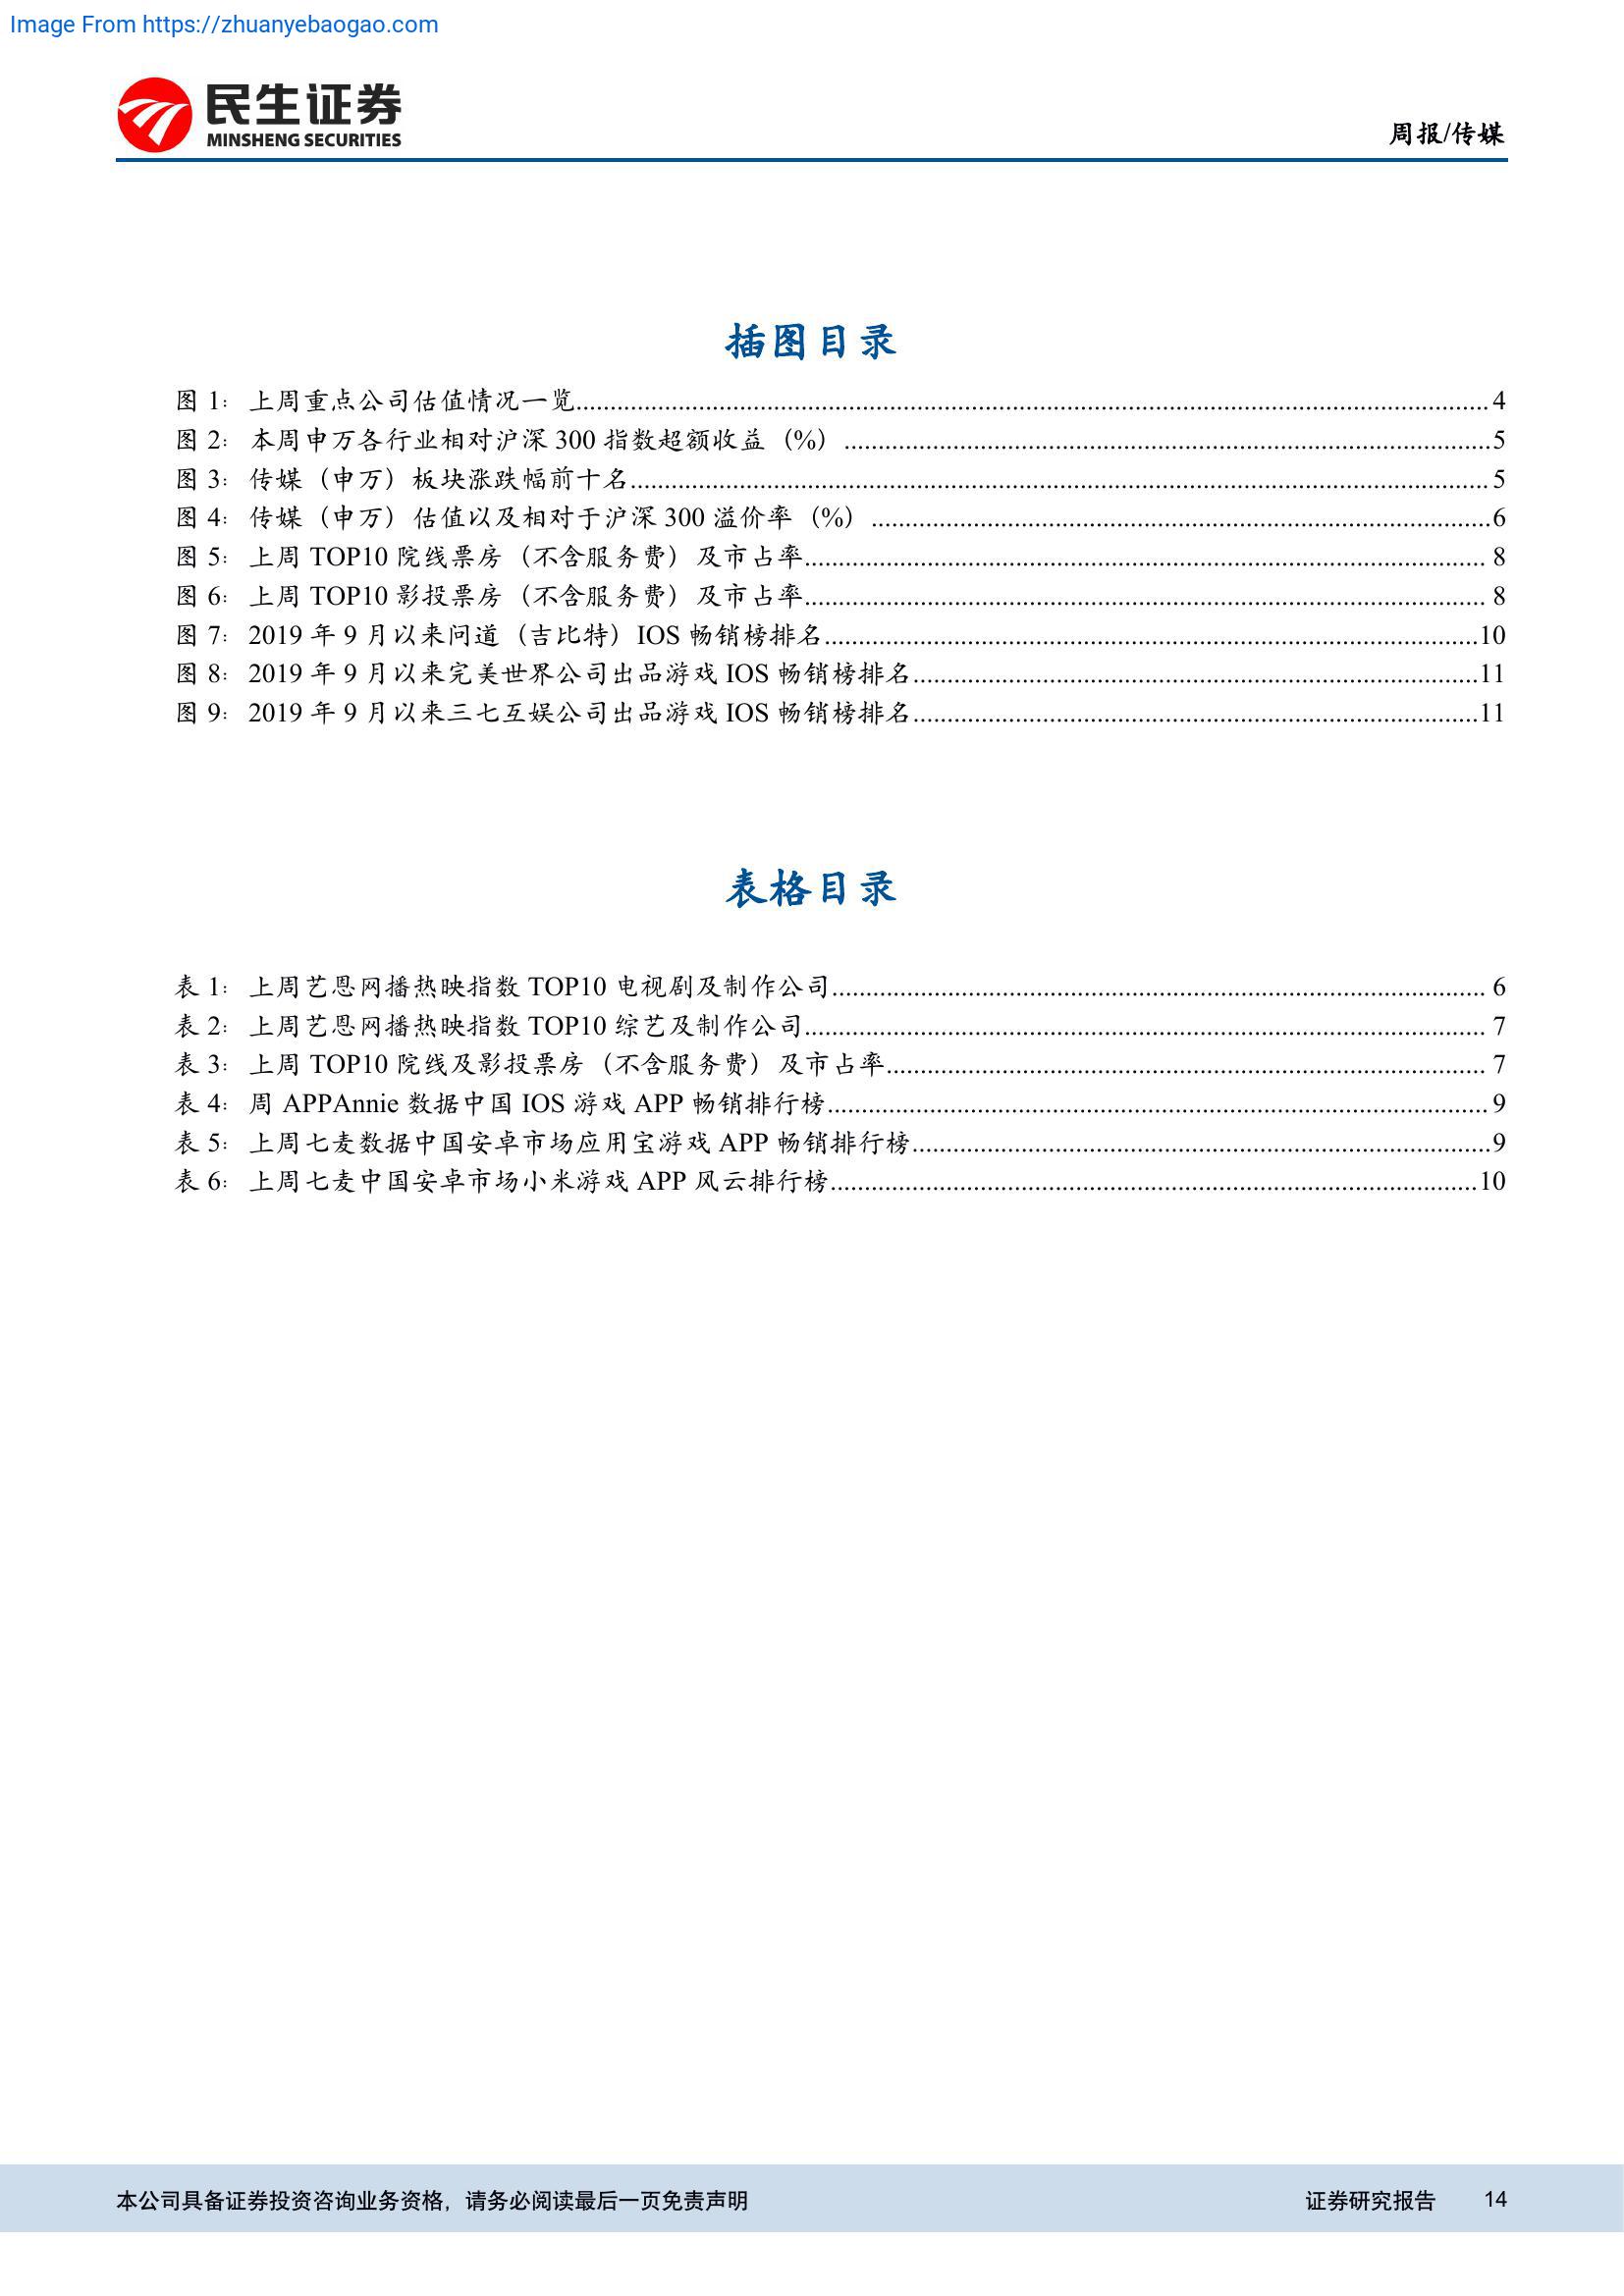 Image From https://zhuanyebaogao.com
民生证券
MINSHENG SECURITIES
周报/传媒
插图目录
图 1： 上周重点公司估值情况一览................................................4
图 2： 本周申万各行业相对沪深 300 指数超额收益（%）................................................5
图 3： 传媒（申万）板块涨跌幅前十名................................................5
图 4： 传媒（申万）估值以及相对于沪深 300 溢价率（%）................................................6
图 5： 上周 TOP10 院线票房（不含服务费）及市占率................................................8
图 6： 上周 TOP10 影投票房（不含服务费）及市占率................................................8
图 7： 2019 年 9 月以来问道（吉比特）IOS 畅销榜排名................................................10
图 8： 2019 年 9 月以来完美世界公司出品游戏 IOS 畅销榜排名................................................11
图 9： 2019 年 9 月以来三七互娱公司出品游戏 IOS 畅销榜排名................................................11
表格目录
表 1： 上周艺恩网播热映指数 TOP10 电视剧及制作公司................................................6
表 2： 上周艺恩网播热映指数 TOP10 综艺及制作公司................................................7
表 3： 上周 TOP10 院线及影投票房（不含服务费）及市占率................................................7
表 4： 周 APPAnnie 数据中国 IOS 游戏 APP 畅销排行榜................................................9
表 5： 上周七麦数据中国安卓市场应用宝游戏 APP 畅销排行榜................................................9
表 6： 上周七麦中国安卓市场小米游戏 APP 风云排行榜................................................10
本公司具备证券投资咨询业务资格，请务必阅读最后一页免责声明 证券研究报告 14